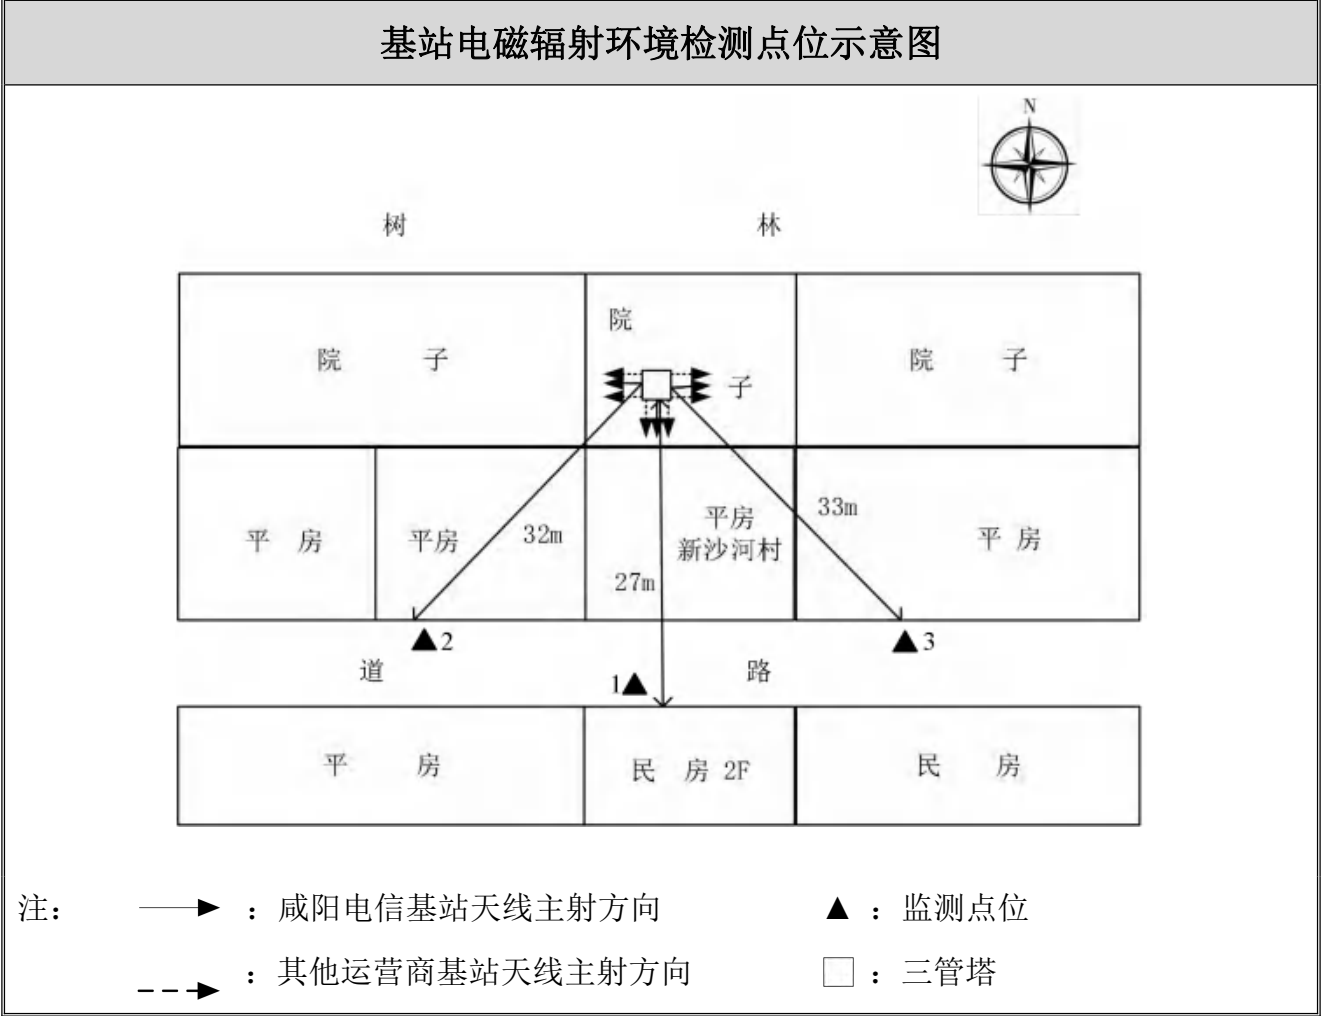 基站电磁辐射环境检测点位示意图
N
树 林
院
院 子
子
院 子
33m
平房
新沙河村
32m
平 房
平房
平 房
27m
▲2
▲3
道 路
1▲
平 房
民 房 2F
民 房
注： ：咸阳电信基站天线主射方向 ▲ ：监测点位
：其他运营商基站天线主射方向 ：三管塔